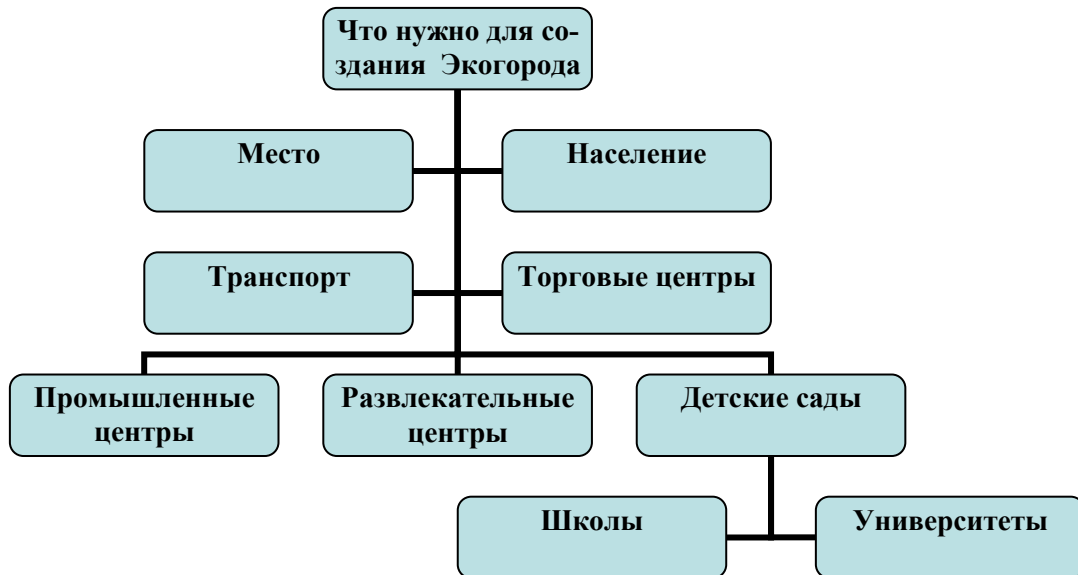 Что нужно для со-
здания Экогорода
Место
Население
Транспорт
Торговые центры
Промышленные
центры
Развлекательные
центры
Детские сады
Школы
Университеты